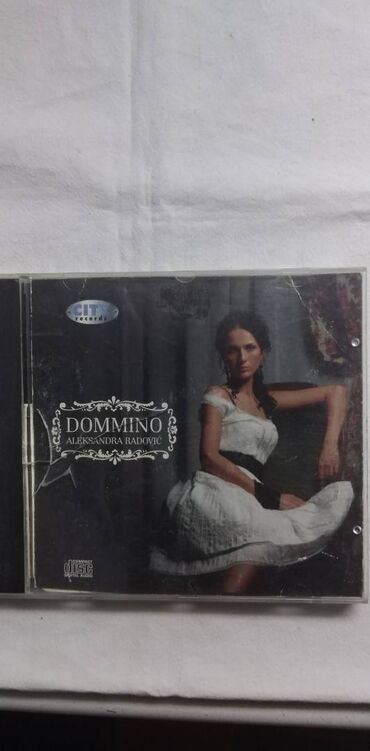 CITY
records
DOMMINO
ALEKSANDRA RADOVIĆ
COMPACT
disc
DIGITAL AUDIO